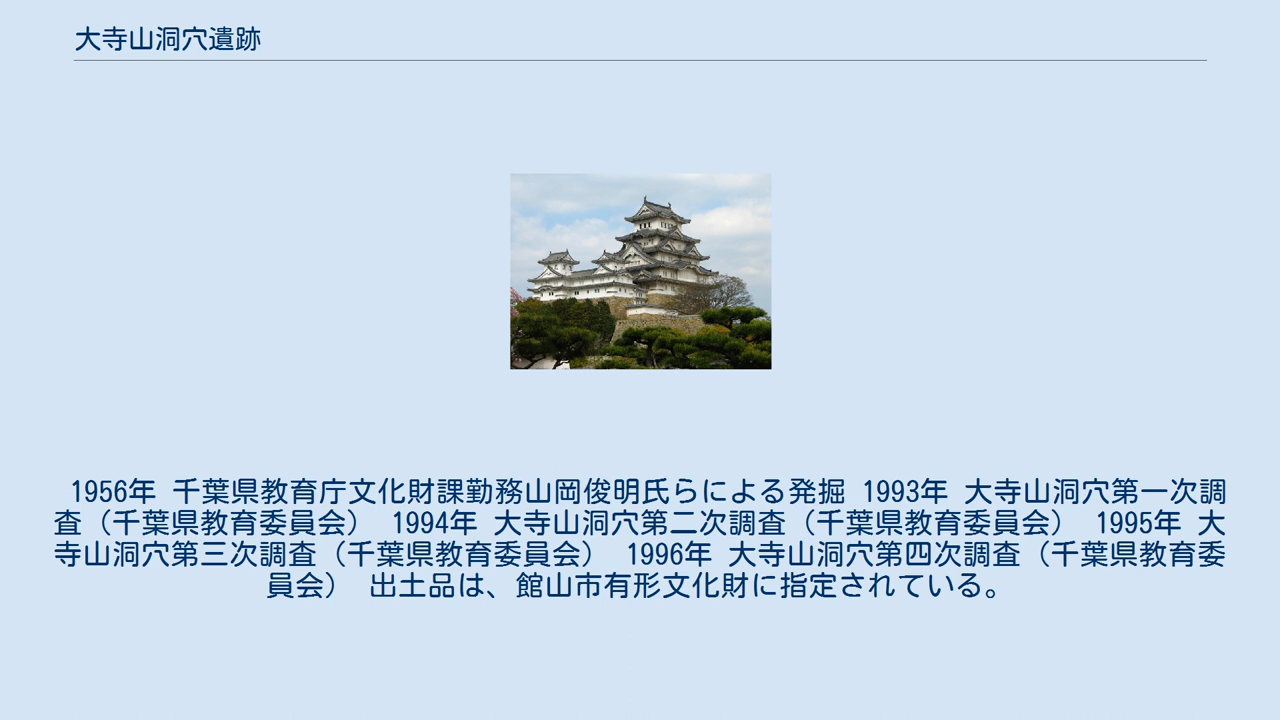 大寺山洞穴遺跡
1956年 千葉県教育庁文化財課勤務山岡俊明氏らによる発掘 1993年 大寺山洞穴第一次調
査（千葉県教育委員会） 1994年 大寺山洞穴第二次調査（千葉県教育委員会） 1995年 大
寺山洞穴第三次調査（千葉県教育委員会） 1996年 大寺山洞穴第四次調査（千葉県教育委
員会） 出土品は、館山市有形文化財に指定されている。